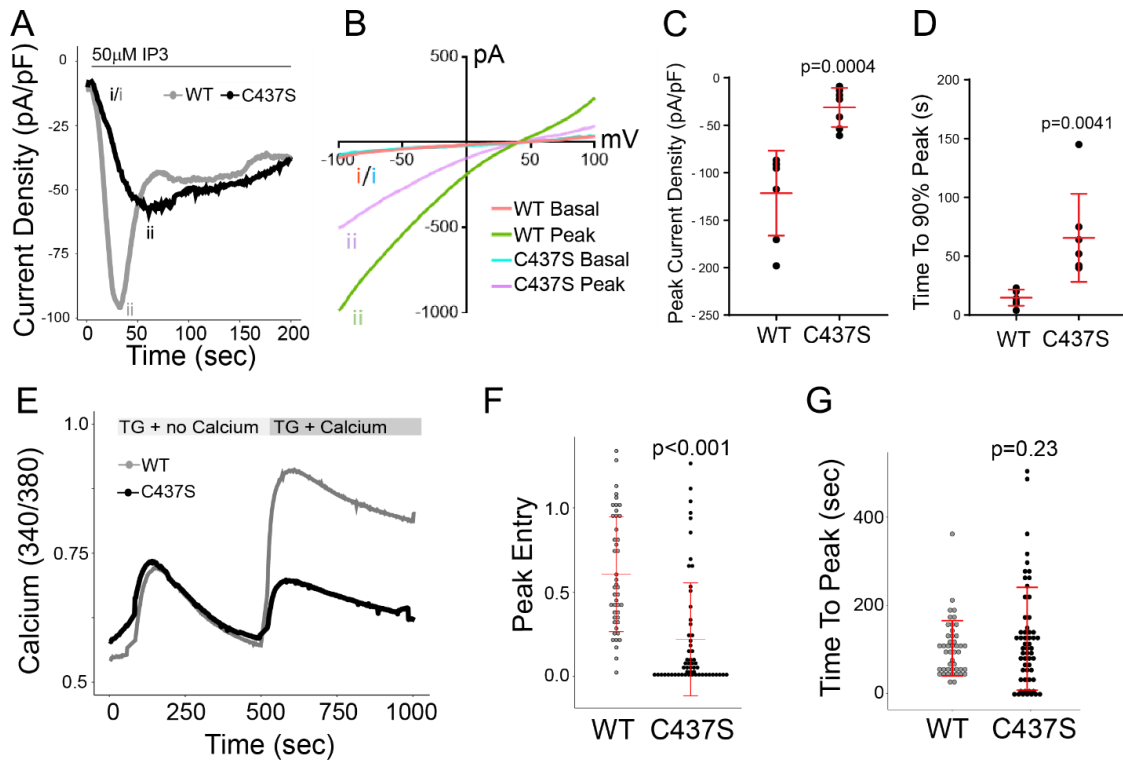 A
50μM IP3
i/i
WT
C437S
0
-25
-50
-75
-100
ii
ii
0
50
100
150
200
Current Density (pA/pF)
Time (sec)
B
500
pA
mV
-100
-50
50
100
i/i
ii
ii
-500
-1000
WT Basal
WT Peak
C437S Basal
C437S Peak
C
p=0.0004
Peak Current Density (pA/pF)
0
- 50
- 100
- 150
- 200
- 250
WT
C437S
D
p=0.0041
Time To 90% Peak (s)
200
150
100
50
0
WT
C437S
E
TG + no Calcium
TG + Calcium
WT
C437S
Calcium (340/380)
1.0
0.75
0.5
0
250
500
750
1000
Time (sec)
F
p<0.001
Peak Entry
1.0
0.5
0.0
WT
C437S
G
p=0.23
Time To Peak (sec)
400
200
0
WT
C437S